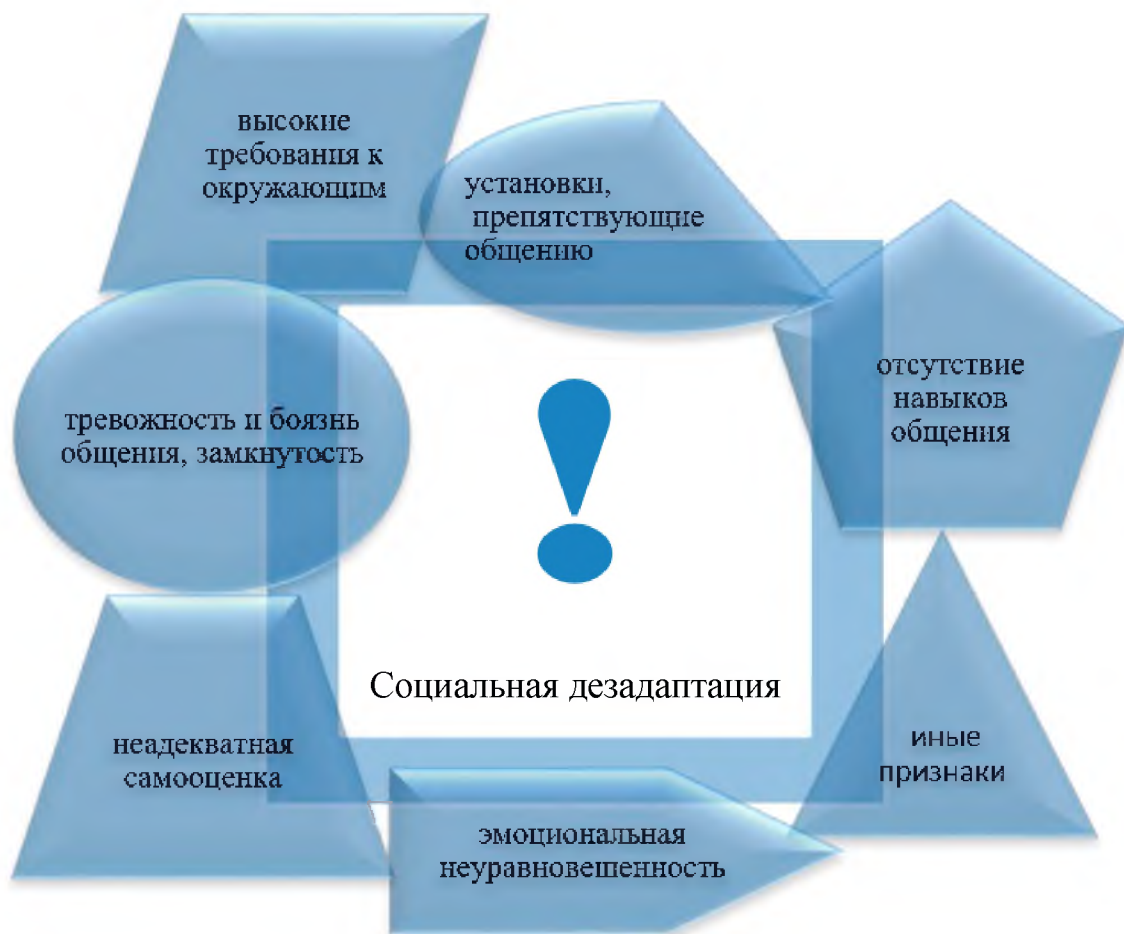 высокие
требования к
окружающим
установки,
препятствующие
общению
отсутствие
навыков
общения
тревожность и боязнь
общения, замкнутость
Социальная дезадаптация
неадекватная
самооценка
иные
признаки
эмоциональная
неуравновешенность